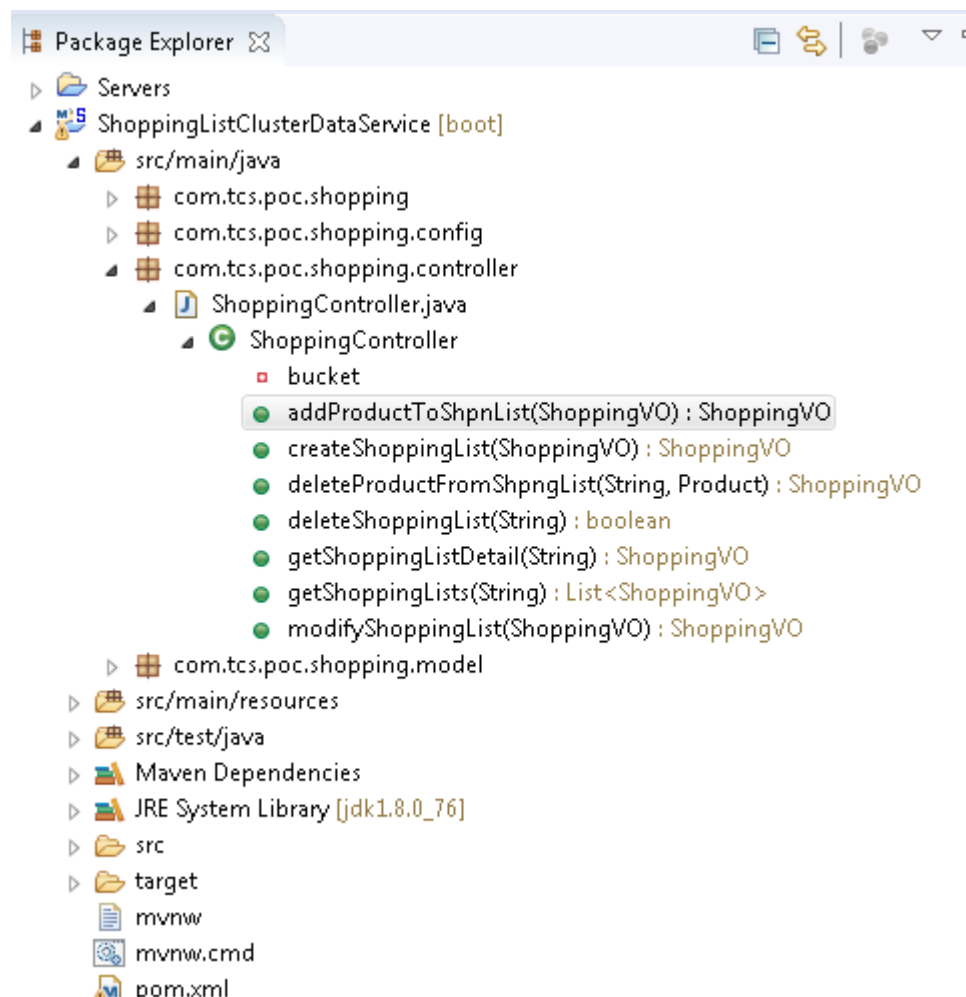 Package Explorer
Servers
ShoppingListClusterDataService [boot]
src/main/java
com.tcs.poc.shopping
com.tcs.poc.shopping.config
com.tcs.poc.shopping.controller
ShoppingController.java
ShoppingController
bucket
addProductToShpnList(ShoppingVO) : ShoppingVO
createShoppingList(ShoppingVO) : ShoppingVO
deleteProductFromShpngList(String, Product) : ShoppingVO
deleteShoppingList(String) : boolean
getShoppingListDetail(String) : ShoppingVO
getShoppingLists(String) : List<ShoppingVO>
modifyShoppingList(ShoppingVO) : ShoppingVO
com.tcs.poc.shopping.model
src/main/resources
src/test/java
Maven Dependencies
JRE System Library [jdk1.8.0_76]
src
target
mvnw
mvnw.cmd
pom.xml